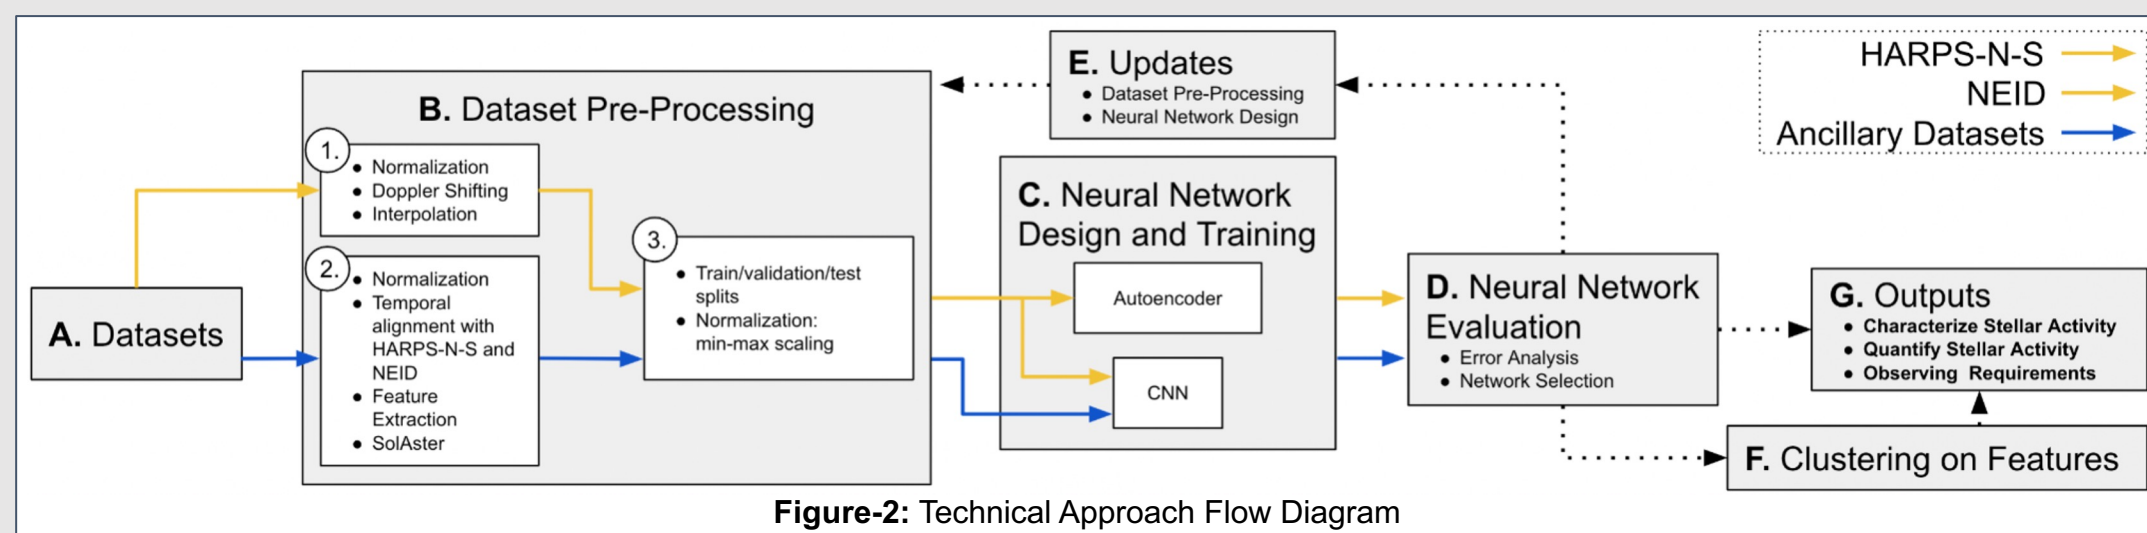 A. Datasets
B. Dataset Pre-Processing
1.
• Normalization
• Doppler Shifting
• Interpolation
2.
• Normalization
• Temporal
alignment with
HARPS-N-S and
NEID
• Feature
Extraction
• SolAster
3.
• Train/validation/test
splits
• Normalization:
min-max scaling
E. Updates
• Dataset Pre-Processing
• Neural Network Design
C. Neural Network
Design and Training
Autoencoder
CNN
D. Neural Network
Evaluation
• Error Analysis
• Network Selection
HARPS-N-S
NEID
Ancillary Datasets
G. Outputs
• Characterize Stellar Activity
• Quantify Stellar Activity
• Observing Requirements
F. Clustering on Features
Figure-2: Technical Approach Flow Diagram